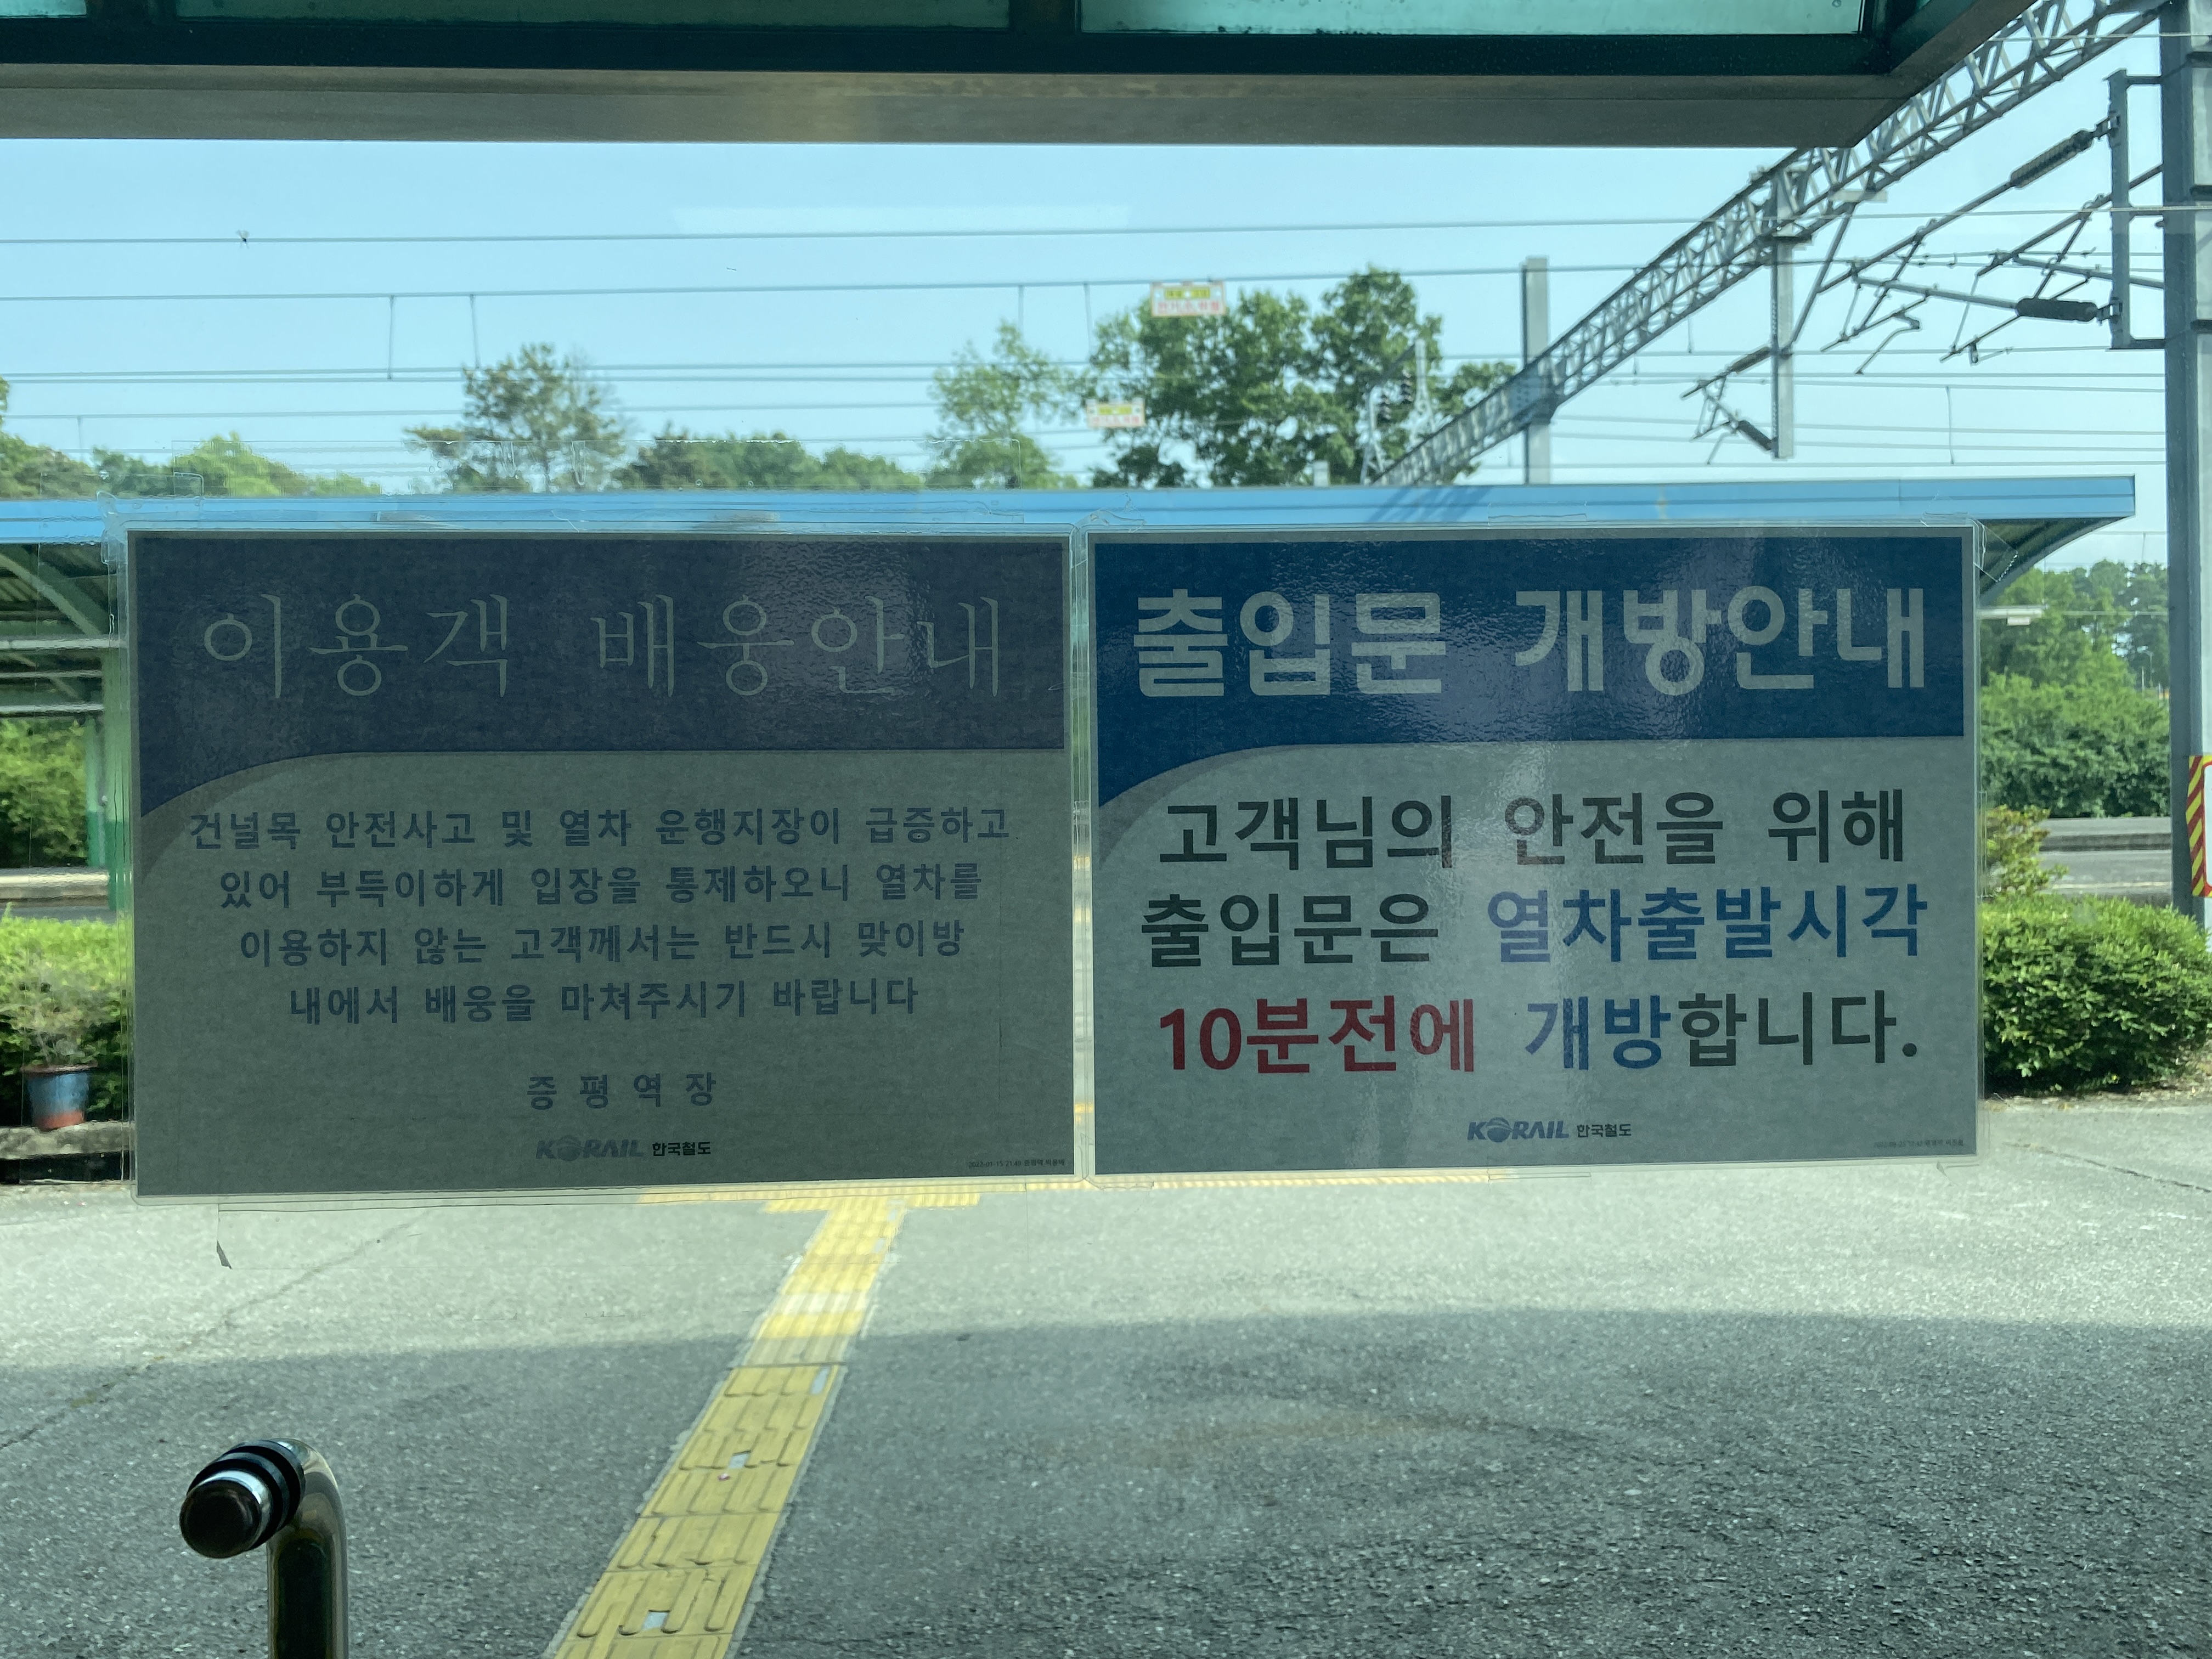 이용객 배웅안내
건널목 안전사고 및 열차 운행지장이 급증하고
있어 부득이하게 입장을 통제하오니 열차를
이용하지 않는 고객께서는 반드시 맞이방
내에서 배웅을 마쳐주시기 바랍니다
증평역장
KORAIL 한국철도
출입문 개방안내
고객님의 안전을 위해
출입문은 열차출발시각
10분전에 개방합니다.
KORAIL 한국철도